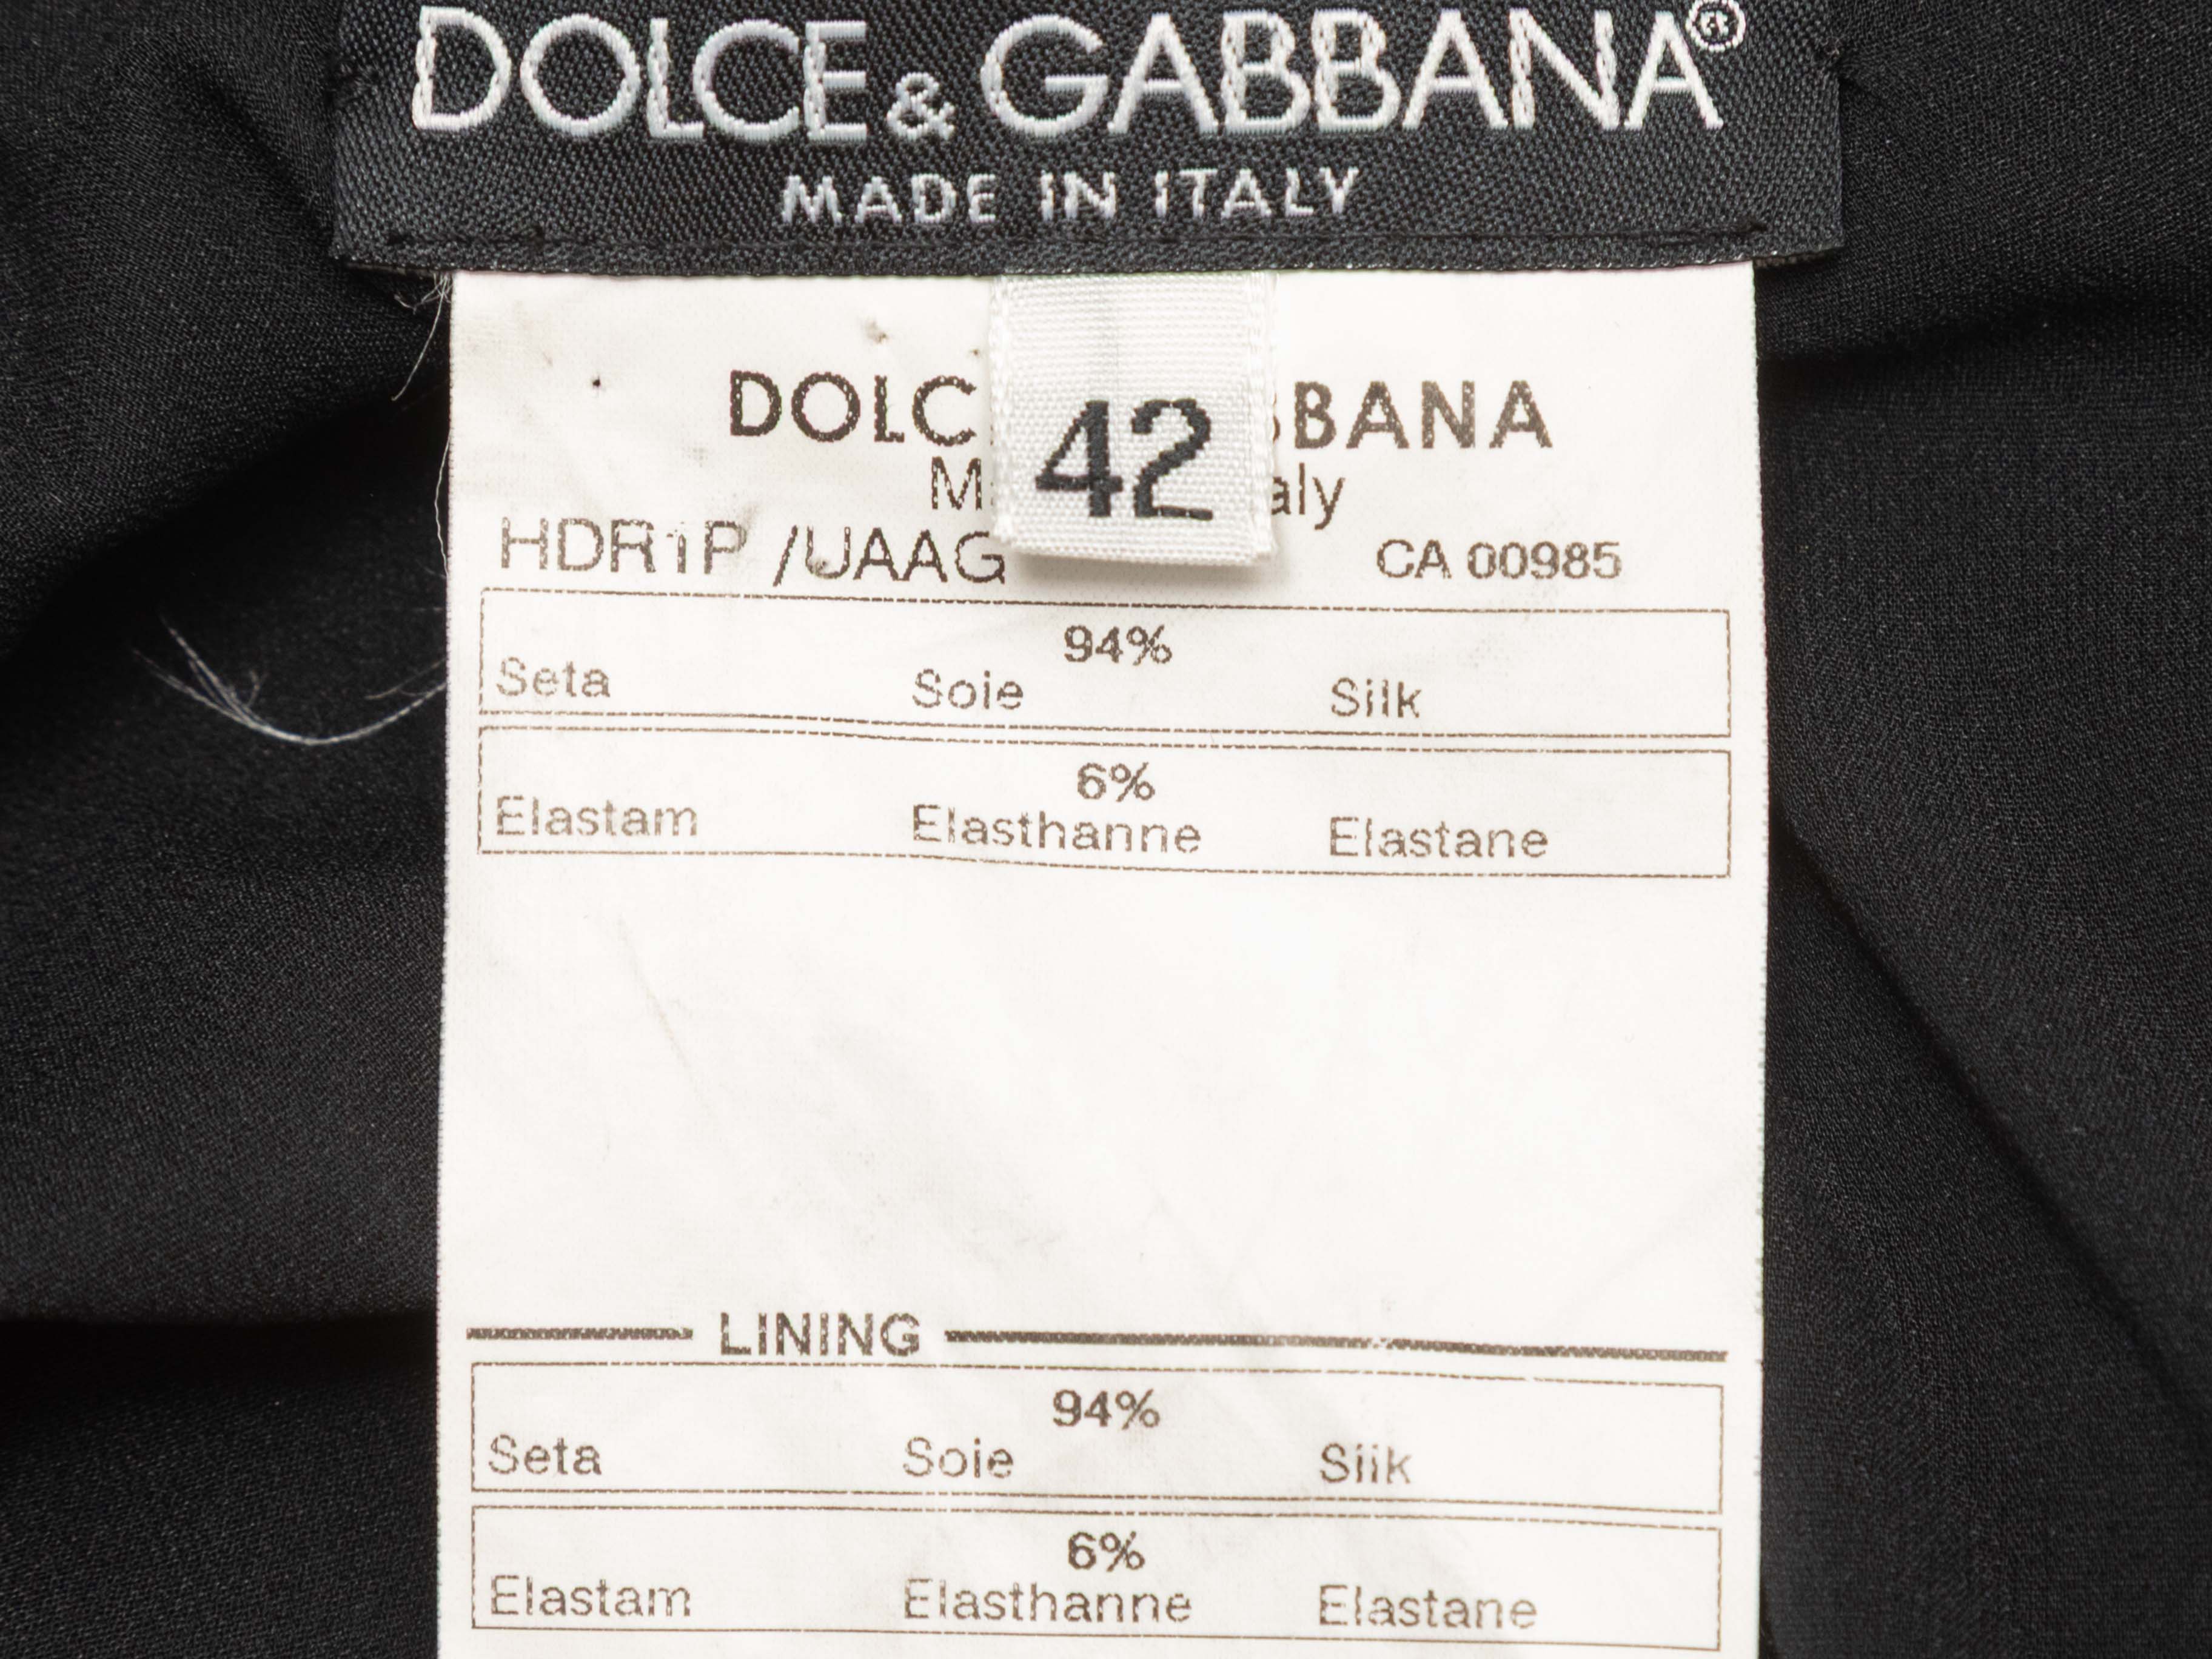 DOLCE & GABBANA®
MADE IN ITALY
42
DOLC BBANA
M aly
HDR1P /UAAG CA 00985
94%
Seta Soie Silk
6%
Elastam Elasthanne Elastane
LINING
94%
Seta Soie Silk
6%
Elastam Elasthanne Elastane